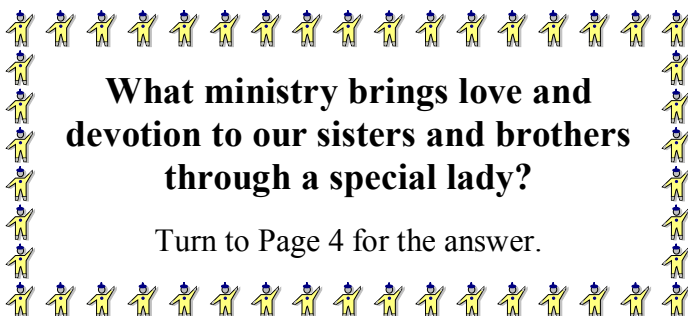 What ministry brings love and
devotion to our sisters and brothers
through a special lady?
Turn to Page 4 for the answer.